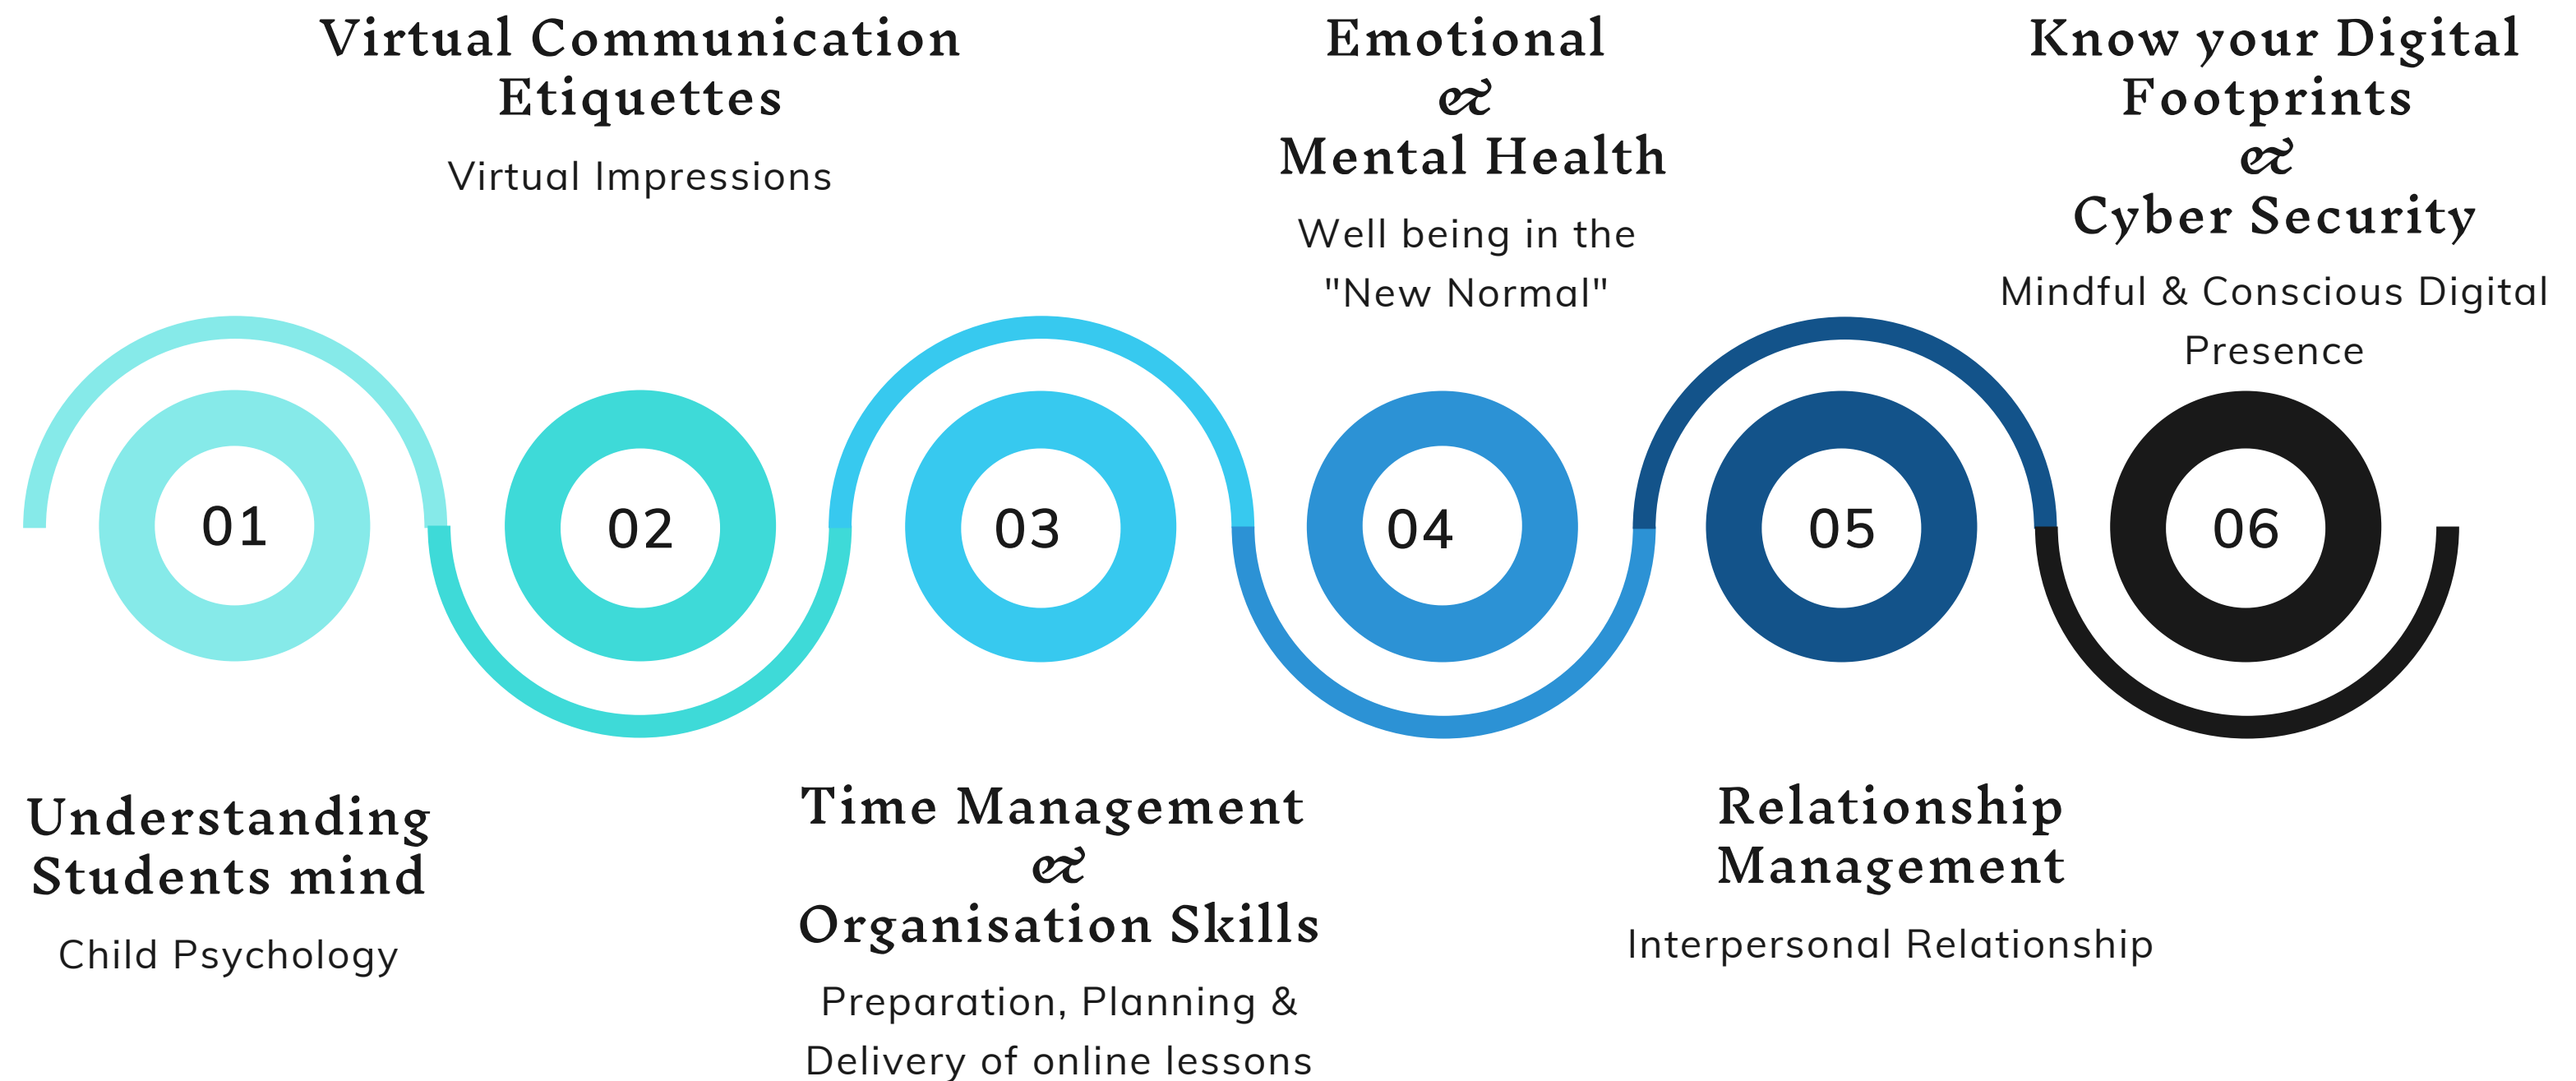 Virtual Communication
Etiquettes
Virtual Impressions
Emotional
&
Mental Health
Well being in the
"New Normal"
Know your Digital
Footprints
&
Cyber Security
Mindful & Conscious Digital
Presence
01
02
03
04
05
06
Understanding
Students mind
Child Psychology
Time Management
&
Organisation Skills
Preparation, Planning &
Delivery of online lessons
Relationship
Management
Interpersonal Relationship